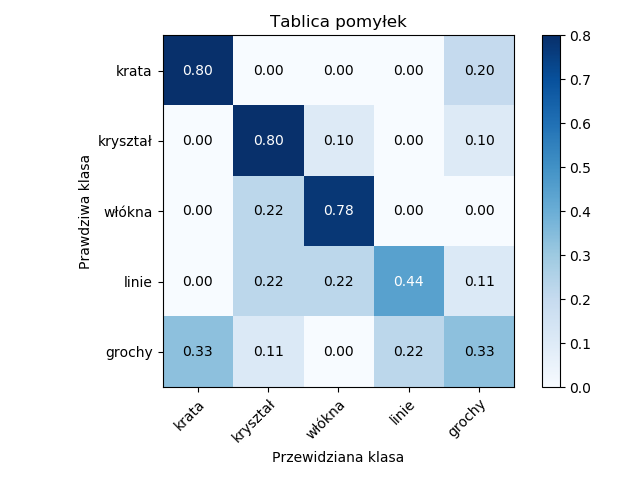 Tablica pomyłek
krata 0.80 0.00 0.00 0.00 0.20
kryształ 0.00 0.80 0.10 0.00 0.10
włókna 0.00 0.22 0.78 0.00 0.00
linie 0.00 0.22 0.22 0.44 0.11
grochy 0.33 0.11 0.00 0.22 0.33
krata kryształ włókna linie grochy
Przewidziana klasa
Prawdziwa klasa
0.8
0.7
0.6
0.5
0.4
0.3
0.2
0.1
0.0